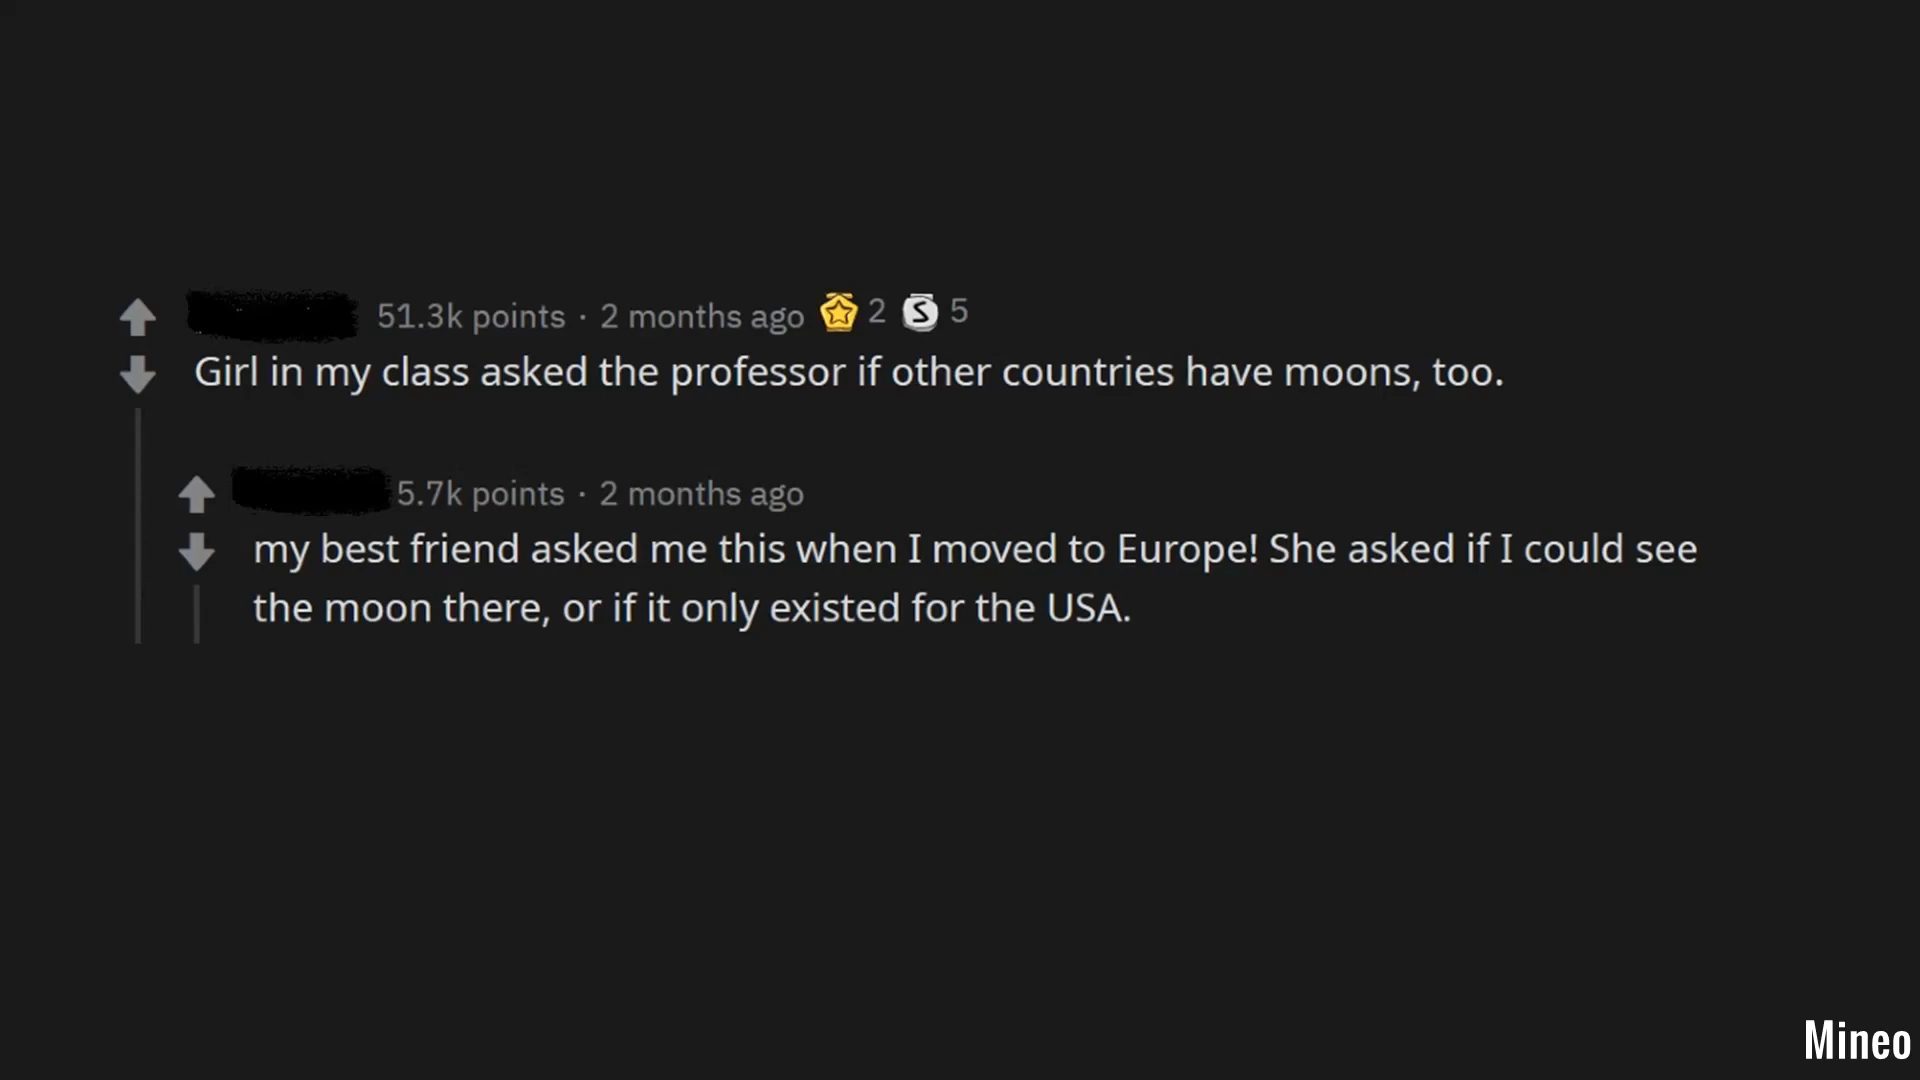 51.3k points · 2 months ago 2 S 5
Girl in my class asked the professor if other countries have moons, too.
5.7k points · 2 months ago
my best friend asked me this when I moved to Europe! She asked if I could see
the moon there, or if it only existed for the USA.
Mineo